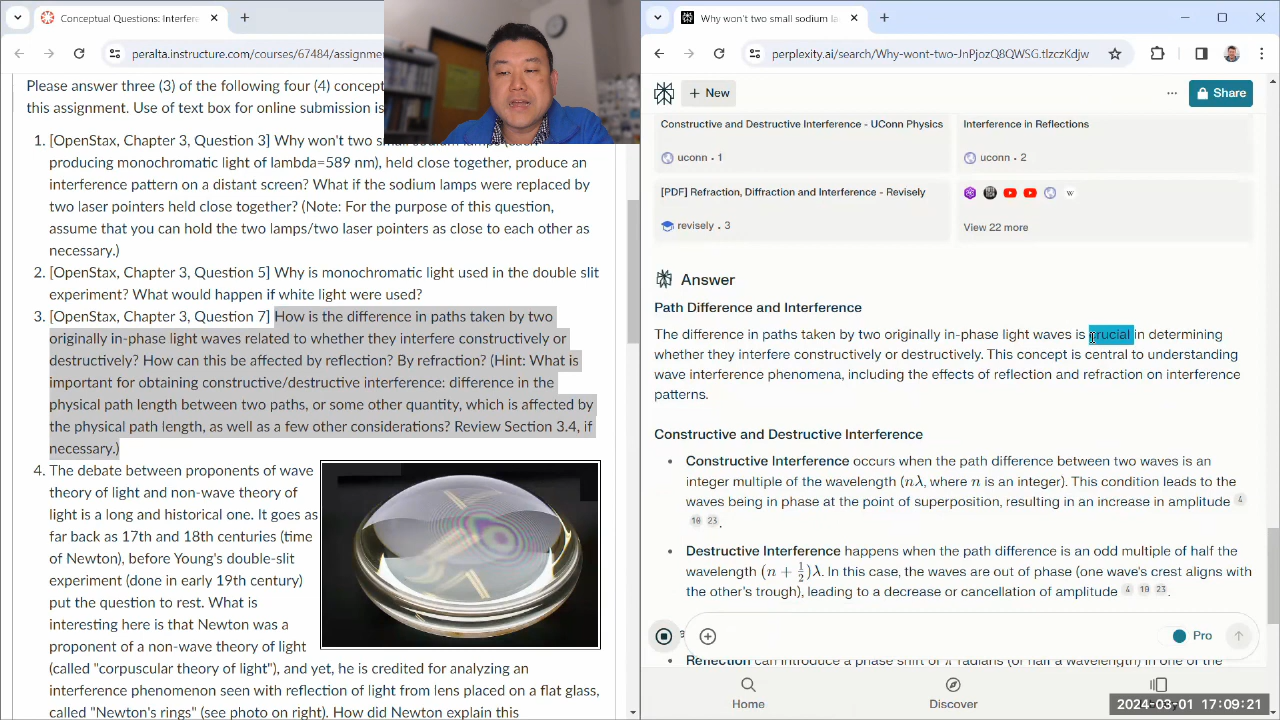 Conceptual Questions: Interfere
peralta.instructure.com/courses/67484/assignme
Please answer three (3) of the following four (4) concept
this assignment. Use of text box for online submission is
1. [OpenStax, Chapter 3, Question 3] Why won't two small sodium lamps (each
producing monochromatic light of lambda=589 nm), held close together, produce an
interference pattern on a distant screen? What if the sodium lamps were replaced by
two laser pointers held close together? (Note: For the purpose of this question,
assume that you can hold the two lamps/two laser pointers as close to each other as
necessary.)
2. [OpenStax, Chapter 3, Question 5] Why is monochromatic light used in the double slit
experiment? What would happen if white light were used?
3. [OpenStax, Chapter 3, Question 7] How is the difference in paths taken by two
originally in-phase light waves related to whether they interfere constructively or
destructively? How can this be affected by reflection? By refraction? (Hint: What is
important for obtaining constructive/destructive interference: difference in the
physical path length between two paths, or some other quantity, which is affected by
the physical path length, as well as a few other considerations? Review Section 3.4, if
necessary.)
4. The debate between proponents of wave
theory of light and non-wave theory of
light is a long and historical one. It goes as
far back as 17th and 18th centuries (time
of Newton), before Young's double-slit
experiment (done in early 19th century)
put the question to rest. What is
interesting here is that Newton was a
proponent of a non-wave theory of light
(called "corpuscular theory of light"), and yet, he is credited for analyzing an
interference phenomenon seen with reflection of light from lens placed on a flat glass,
called "Newton's rings" (see photo on right). How did Newton explain this
Why won't two small sodium la
perplexity.ai/search/Why-wont-two-JnPjozQ8QWSG.tlzczKdjw
New
Share
Constructive and Destructive Interference - UConn Physics
uconn · 1
Interference in Reflections
uconn · 2
[PDF] Refraction, Diffraction and Interference - Revisely
revisely · 3
View 22 more
Answer
Path Difference and Interference
The difference in paths taken by two originally in-phase light waves is crucial in determining
whether they interfere constructively or destructively. This concept is central to understanding
wave interference phenomena, including the effects of reflection and refraction on interference
patterns.
Constructive and Destructive Interference
• Constructive Interference occurs when the path difference between two waves is an
integer multiple of the wavelength (nλ, where n is an integer). This condition leads to the
waves being in phase at the point of superposition, resulting in an increase in amplitude 4
10 23 .
• Destructive Interference happens when the path difference is an odd multiple of half the
wavelength (n + 1/2)λ. In this case, the waves are out of phase (one wave's crest aligns with
the other's trough), leading to a decrease or cancellation of amplitude 4 10 23 .
Pro
Reflection can introduce a phase shift of π radians (or half a wavelength) in one of the
Home
Discover
2024-03-01 17:09:21